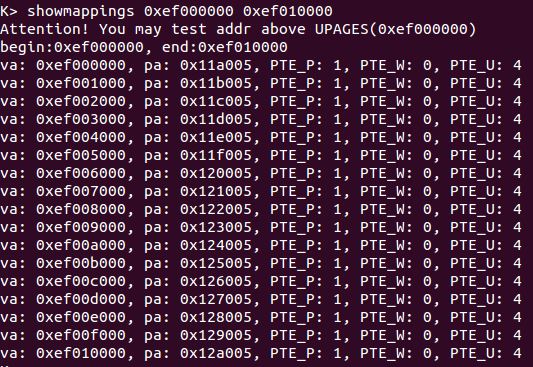 K> showmappings 0xef000000 0xef010000
Attention! You may test addr above UPAGES(0xef000000)
begin:0xef000000, end:0xef010000
va: 0xef000000, pa: 0x11a005, PTE_P: 1, PTE_W: 0, PTE_U: 4
va: 0xef001000, pa: 0x11b005, PTE_P: 1, PTE_W: 0, PTE_U: 4
va: 0xef002000, pa: 0x11c005, PTE_P: 1, PTE_W: 0, PTE_U: 4
va: 0xef003000, pa: 0x11d005, PTE_P: 1, PTE_W: 0, PTE_U: 4
va: 0xef004000, pa: 0x11e005, PTE_P: 1, PTE_W: 0, PTE_U: 4
va: 0xef005000, pa: 0x11f005, PTE_P: 1, PTE_W: 0, PTE_U: 4
va: 0xef006000, pa: 0x120005, PTE_P: 1, PTE_W: 0, PTE_U: 4
va: 0xef007000, pa: 0x121005, PTE_P: 1, PTE_W: 0, PTE_U: 4
va: 0xef008000, pa: 0x122005, PTE_P: 1, PTE_W: 0, PTE_U: 4
va: 0xef009000, pa: 0x123005, PTE_P: 1, PTE_W: 0, PTE_U: 4
va: 0xef00a000, pa: 0x124005, PTE_P: 1, PTE_W: 0, PTE_U: 4
va: 0xef00b000, pa: 0x125005, PTE_P: 1, PTE_W: 0, PTE_U: 4
va: 0xef00c000, pa: 0x126005, PTE_P: 1, PTE_W: 0, PTE_U: 4
va: 0xef00d000, pa: 0x127005, PTE_P: 1, PTE_W: 0, PTE_U: 4
va: 0xef00e000, pa: 0x128005, PTE_P: 1, PTE_W: 0, PTE_U: 4
va: 0xef00f000, pa: 0x129005, PTE_P: 1, PTE_W: 0, PTE_U: 4
va: 0xef010000, pa: 0x12a005, PTE_P: 1, PTE_W: 0, PTE_U: 4